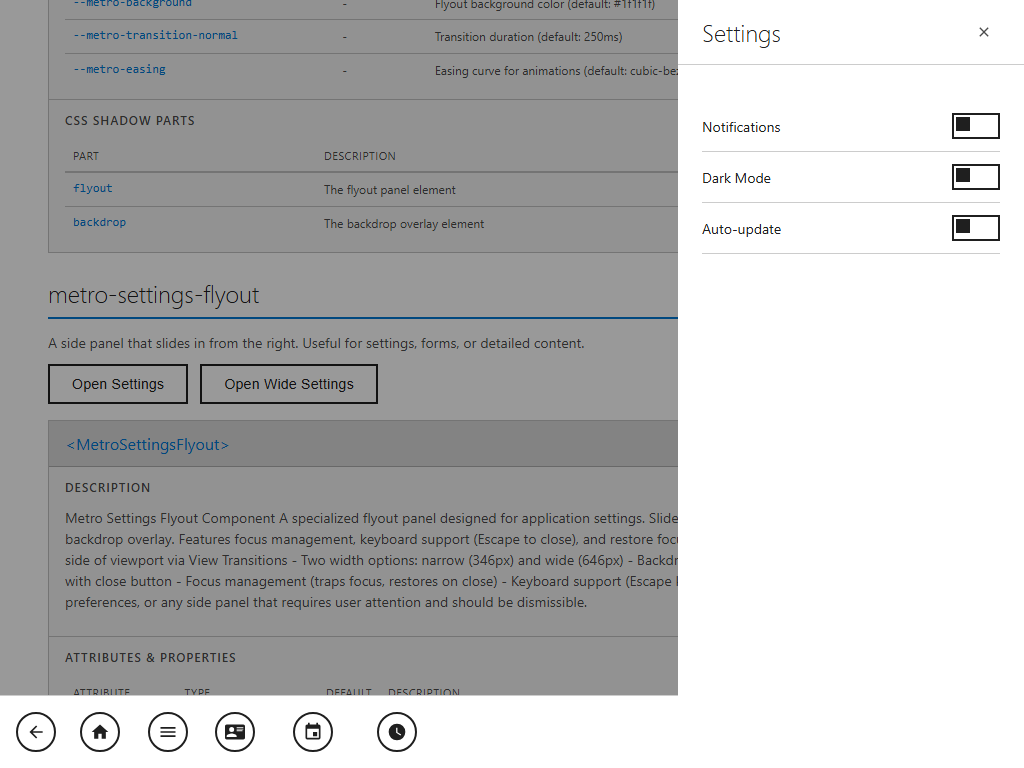 --metro-background - Flyout background color (default: #1f1f1f)
--metro-transition-normal - Transition duration (default: 250ms)
--metro-easing - Easing curve for animations (default: cubic-bez
CSS SHADOW PARTS
PART DESCRIPTION
flyout The flyout panel element
backdrop The backdrop overlay element
metro-settings-flyout
A side panel that slides in from the right. Useful for settings, forms, or detailed content.
Open Settings Open Wide Settings
<MetroSettingsFlyout>
DESCRIPTION
Metro Settings Flyout Component A specialized flyout panel designed for application settings. Slide
backdrop overlay. Features focus management, keyboard support (Escape to close), and restore foc
side of viewport via View Transitions - Two width options: narrow (346px) and wide (646px) - Backdr
with close button - Focus management (traps focus, restores on close) - Keyboard support (Escape
preferences, or any side panel that requires user attention and should be dismissible.
ATTRIBUTES & PROPERTIES
ATTRIBUTE TYPE DEFAULT DESCRIPTION
Settings
Notifications
Dark Mode
Auto-update